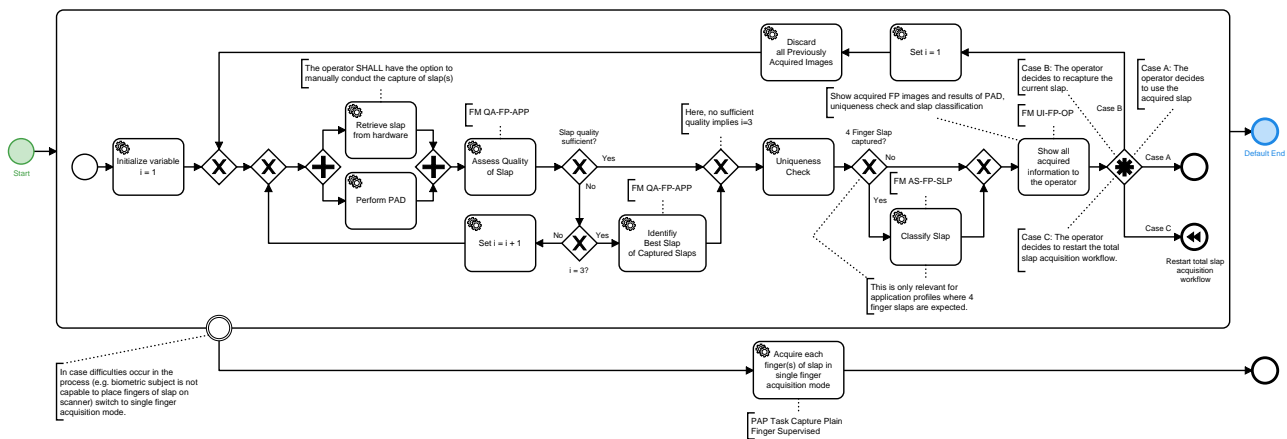 Discard
all Previously
Acquired Images
Set i = 1
The operator SHALL have the option to
manually conduct the capture of slap(s)
Case B: The operator
decides to recapture the
current slap.
Case A: The
operator decides
to use the
acquired slap
Show acquired FP images and results of PAD,
uniqueness check and slap classification
Case B
FM QA-FP-APP
Here, no sufficient
quality implies i=3
FM UI-FP-OP
Retrieve slap
from hardware
Slap quality
sufficient?
4 Finger Slap
captured?
Start
Initialize variable
i = 1
Assess Quality
of Slap
Yes
Uniqueness
Check
No
Show all
acquired
information to
the operator
Case A
Default End
Perform PAD
No
FM QA-FP-APP
FM AS-FP-SLP
Yes
Set i = i + 1
No
Yes
i = 3?
Identifiy
Best Slap
of Captured Slaps
Classify Slap
Case C: The operator
decides to restart the total
slap acquisition workflow.
Case C
Restart total slap
acquisition
workflow
This is only relevant for
application profiles where 4
finger slaps are expected.
In case difficulties occur in the
process (e.g. biometric subject is not
capable to place fingers of slap on
scanner) switch to single finger
acquisition mode.
Acquire each
finger(s) of slap in
single finger
acquisition mode
PAP Task Capture Plain
Finger Supervised